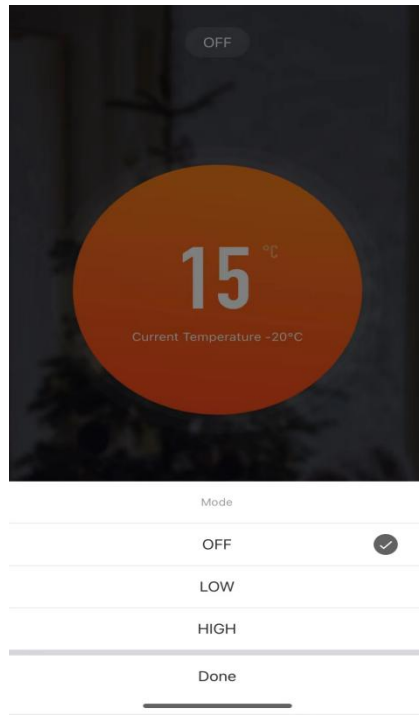 OFF
15 °C
Current Temperature -20°C
Mode
OFF
LOW
HIGH
Done